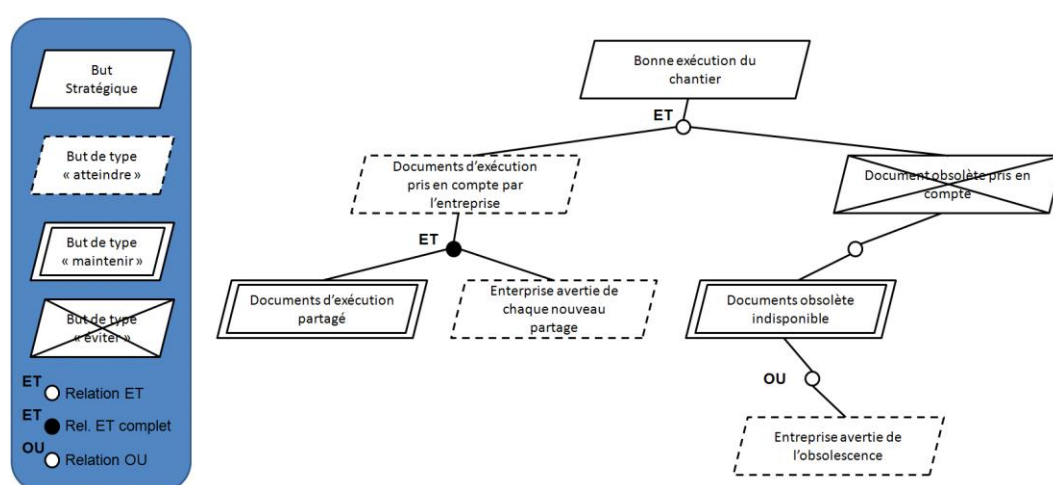 But
Stratégique
But de type
« atteindre »
But de type
« maintenir »
But de type
« éviter »
ET
Relation ET
ET
Rel. ET complet
OU
Relation OU
Bonne exécution du
chantier
ET
Documents d'exécution
pris en compte par
l'entreprise
Document obsolète pris en
compte
ET
Documents d'exécution
partagé
Enterprise avertie de
chaque nouveau
partage
Documents obsolète
indisponible
OU
Entreprise avertie de
l'obsolescence